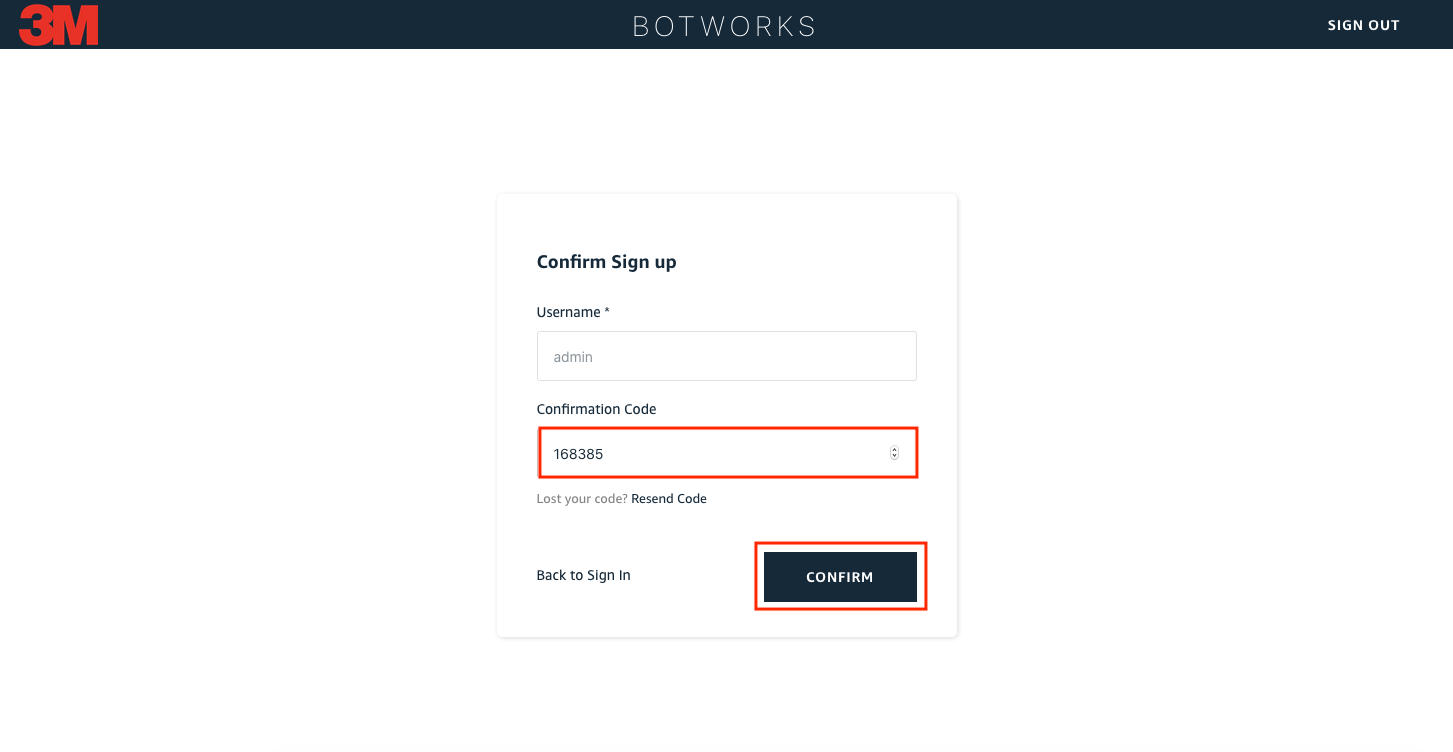 3M
BOTWORKS
SIGN OUT
Confirm Sign up
Username *
admin
Confirmation Code
168385
Lost your code? Resend Code
Back to Sign In
CONFIRM